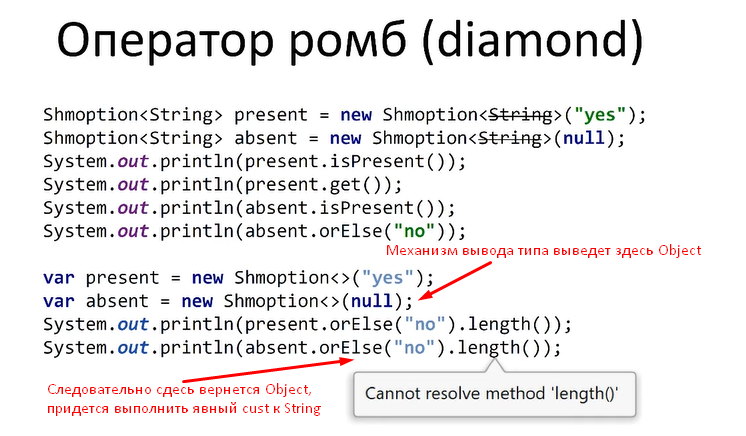 Оператор ромб (diamond)
Shmoption<String> present = new Shmoption<String>("yes");
Shmoption<String> absent = new Shmoption<String>(null);
System.out.println(present.isPresent());
System.out.println(present.get());
System.out.println(absent.isPresent());
System.out.println(absent.orElse("no"));
Механизм вывода типа выведет здесь Object
var present = new Shmoption<>("yes");
var absent = new Shmoption<>(null);
System.out.println(present.orElse("no").length());
System.out.println(absent.orElse("no").length());
Следовательно сдесь вернется Object,
придется выполнить явный cust к String
Cannot resolve method 'length()'